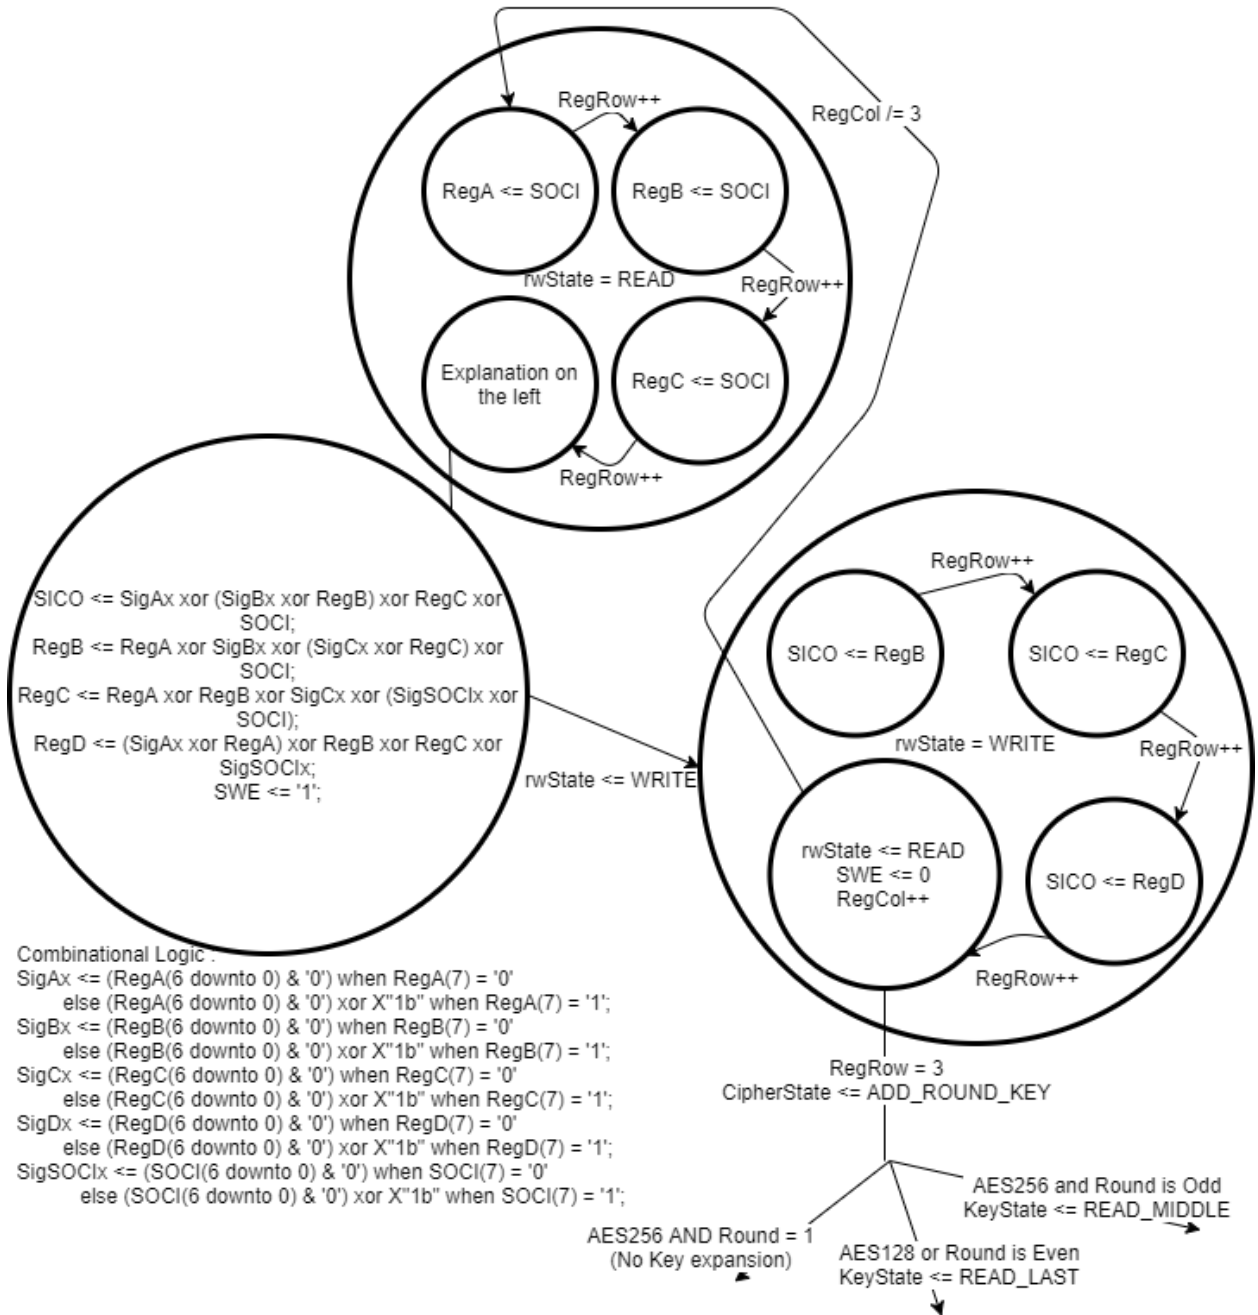 RegRow++
RegCol /= 3
RegA <= SOCI
RegB <= SOCI
rwState = READ
RegRow++
Explanation on
the left
RegC <= SOCI
RegRow++
SICO <= SigAx xor (SigBx xor RegB) xor RegC xor
SOCI;
RegB <= RegA xor SigBx xor (SigCx xor RegC) xor
SOCI;
RegC <= RegA xor RegB xor SigCx xor (SigSOCIx xor
SOCI);
RegD <= (SigAx xor RegA) xor RegB xor RegC xor
SigSOCIx;
SWE <= '1';
rwState <= WRITE
RegRow++
SICO <= RegB
SICO <= RegC
rwState = WRITE
RegRow++
rwState <= READ
SWE <= 0
RegCol++
SICO <= RegD
RegRow++
Combinational Logic :
SigAx <= (RegA(6 downto 0) & '0') when RegA(7) = '0'
else (RegA(6 downto 0) & '0') xor X"1b" when RegA(7) = '1';
SigBx <= (RegB(6 downto 0) & '0') when RegB(7) = '0'
else (RegB(6 downto 0) & '0') xor X"1b" when RegB(7) = '1';
SigCx <= (RegC(6 downto 0) & '0') when RegC(7) = '0'
else (RegC(6 downto 0) & '0') xor X"1b" when RegC(7) = '1';
SigDx <= (RegD(6 downto 0) & '0') when RegD(7) = '0'
else (RegD(6 downto 0) & '0') xor X"1b" when RegD(7) = '1';
SigSOCIx <= (SOCI(6 downto 0) & '0') when SOCI(7) = '0'
else (SOCI(6 downto 0) & '0') xor X"1b" when SOCI(7) = '1';
RegRow = 3
CipherState <= ADD_ROUND_KEY
AES256 AND Round = 1
(No Key expansion)
AES128 or Round is Even
KeyState <= READ_LAST
AES256 and Round is Odd
KeyState <= READ_MIDDLE